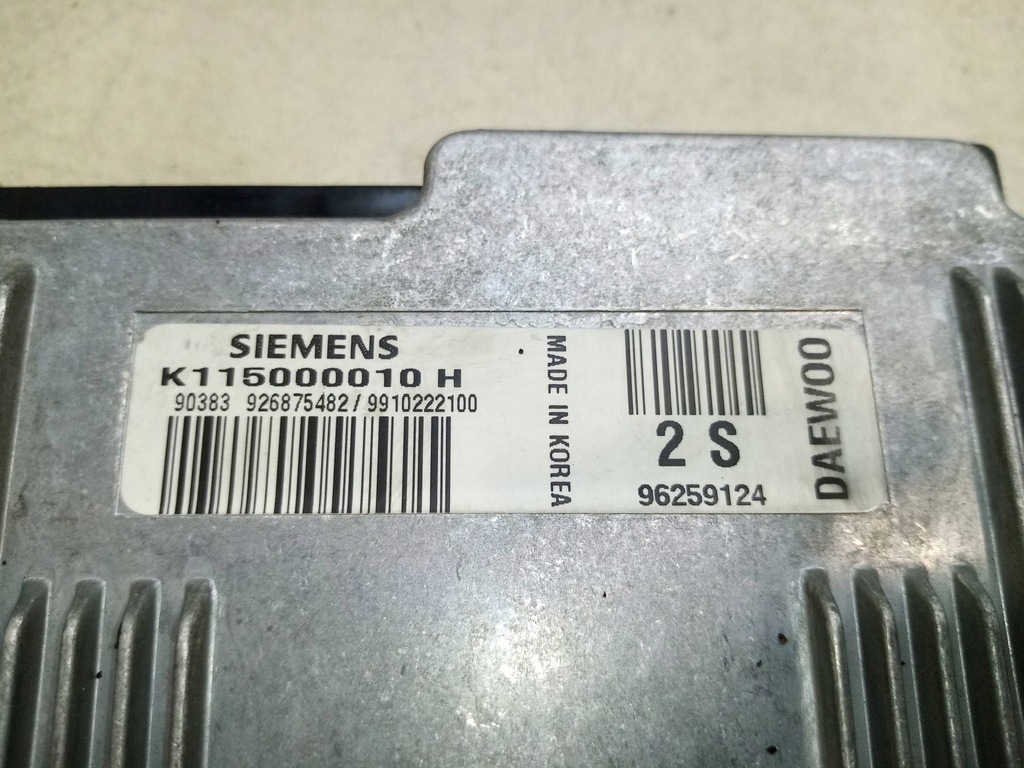 SIEMENS
K115000010 H
90383 926875482/9910222100
MADE IN KOREA
2 S
96259124
DAEWOO